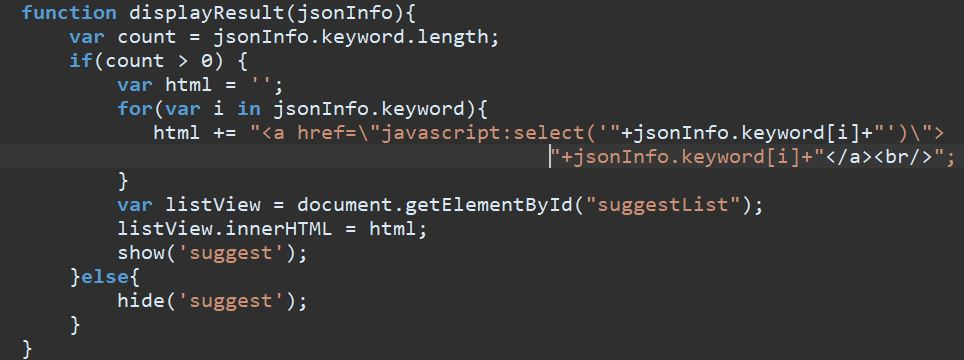 function displayResult(jsonInfo){
    var count = jsonInfo.keyword.length;
    if(count > 0) {
        var html = '';
        for(var i in jsonInfo.keyword){
           html += "<a href=\"javascript:select('"+jsonInfo.keyword[i]+"')\">
                                            "+jsonInfo.keyword[i]+"</a><br/>";
        }
        var listView = document.getElementById("suggestList");
        listView.innerHTML = html;
        show('suggest');
    }else{
        hide('suggest');
    }
}